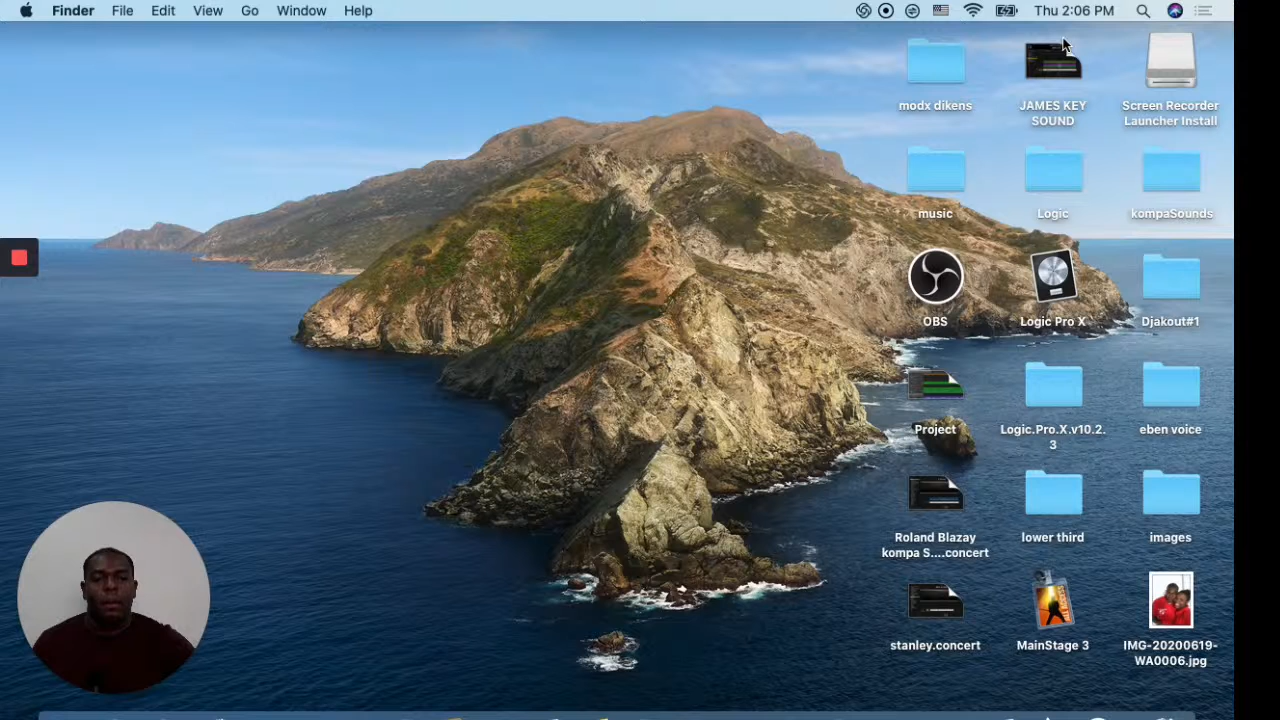 Finder File Edit View Go Window Help Thu 2:06 PM
modx dikens
JAMES KEY
SOUND
Screen Recorder
Launcher Install
music
Logic
kompaSounds
OBS
Logic Pro X
Djakout#1
Project
Logic.Pro.X.v10.2.
3
eben voice
Roland Blazay
kompa S....concert
lower third
images
stanley.concert
MainStage 3
IMG-20200619-
WA0006.jpg